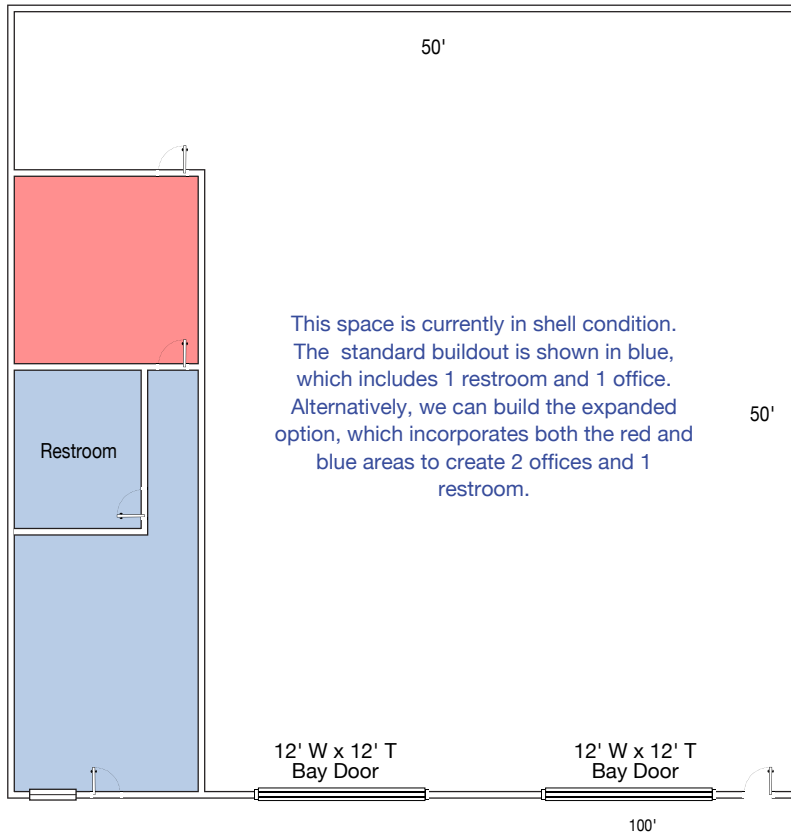 50'
This space is currently in shell condition.
The standard buildout is shown in blue,
which includes 1 restroom and 1 office.
Alternatively, we can build the expanded
option, which incorporates both the red and
blue areas to create 2 offices and 1
restroom.
50'
Restroom
12' W x 12' T
Bay Door
12' W x 12' T
Bay Door
100'